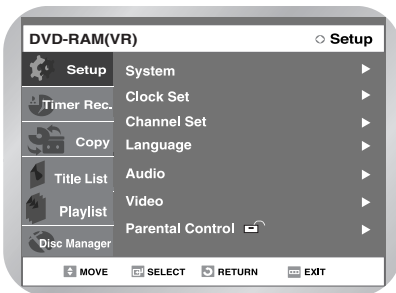 DVD-RAM(VR)
Setup
Setup
System
Clock Set
Timer Rec.
Channel Set
Copy
Language
Title List
Audio
Video
Playlist
Parental Control
Disc Manager
MOVE SELECT RETURN EXIT